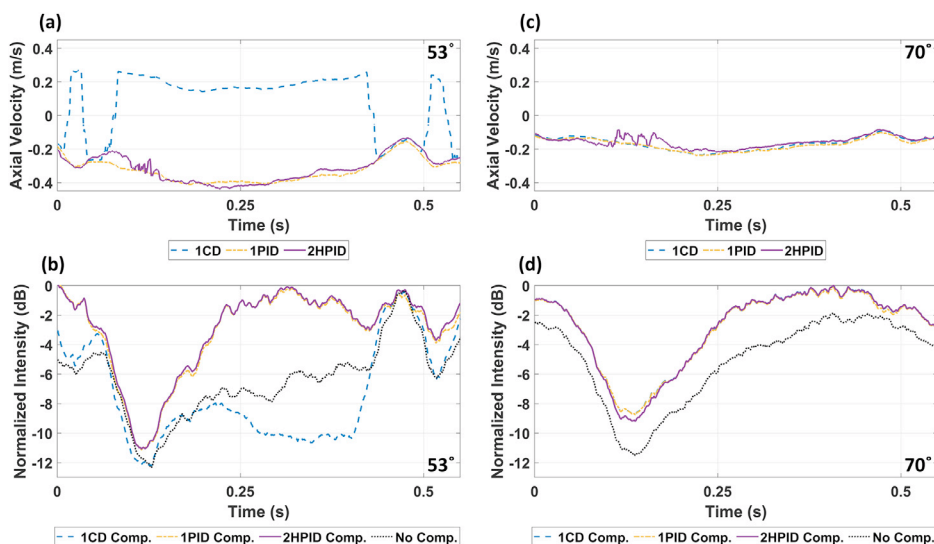 (a)
53°
Axial Velocity (m/s)
0.4
0.2
0
-0.2
-0.4
0
0.25
0.5
Time (s)
1CD 1PID 2HPID
(c)
70°
Axial Velocity (m/s)
0.4
0.2
0
-0.2
-0.4
0
0.25
0.5
Time (s)
1CD 1PID 2HPID
(b)
Normalized Intensity (dB)
0
-2
-4
-6
-8
-10
-12
53°
0
0.25
0.5
Time (s)
1CD Comp. 1PID Comp. 2HPID Comp. No Comp.
(d)
Normalized Intensity (dB)
0
-2
-4
-6
-8
-10
-12
70°
0
0.25
0.5
Time (s)
1CD Comp. 1PID Comp. 2HPID Comp. No Comp.